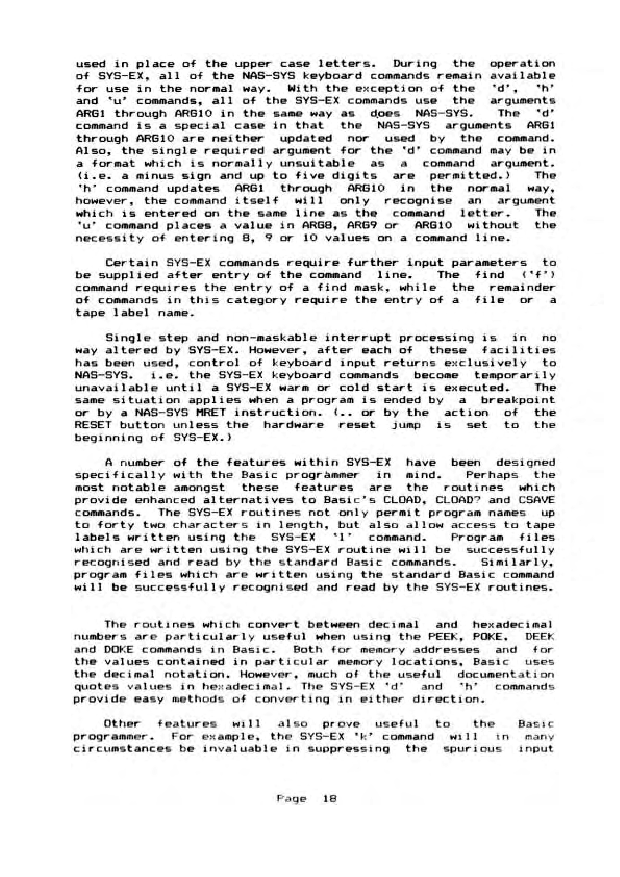 used in place of the upper case letters. During the operation
of SYS-EX, all of the NAS-SYS keyboard commands remain available
for use in the normal way. With the exception of the 'd', 'h'
and 'u' commands, all of the SYS-EX commands use the arguments
ARG1 through ARG10 in the same way as does NAS-SYS. The 'd'
command is a special case in that the NAS-SYS arguments ARG1
through ARG10 are neither updated nor used by the command.
Also, the single required argument for the 'd' command may be in
a format which is normally unsuitable as a command argument.
(i.e. a minus sign and up to five digits are permitted.) The
'h' command updates ARG1 through ARG10 in the normal way,
however, the command itself will only recognise an argument
which is entered on the same line as the command letter. The
'u' command places a value in ARG8, ARG9 or ARG10 without the
necessity of entering 8, 9 or 10 values on a command line.
Certain SYS-EX commands require further input parameters to
be supplied after entry of the command line. The find ('f')
command requires the entry of a find mask, while the remainder
of commands in this category require the entry of a file or a
tape label name.
Single step and non-maskable interrupt processing is in no
way altered by SYS-EX. However, after each of these facilities
has been used, control of keyboard input returns exclusively to
NAS-SYS. i.e. the SYS-EX keyboard commands become temporarily
unavailable until a SYS-EX warm or cold start is executed. The
same situation applies when a program is ended by a breakpoint
or by a NAS-SYS MRET instruction. (.. or by the action of the
RESET button unless the hardware reset jump is set to the
beginning of SYS-EX.)
A number of the features within SYS-EX have been designed
specifically with the Basic programmer in mind. Perhaps the
most notable amongst these features are the routines which
provide enhanced alternatives to Basic's CLOAD, CLOAD? and CSAVE
commands. The SYS-EX routines not only permit program names up
to forty two characters in length, but also allow access to tape
labels written using the SYS-EX 'l' command. Program files
which are written using the SYS-EX routine will be successfully
recognised and read by the standard Basic commands. Similarly,
program files which are written using the standard Basic command
will be successfully recognised and read by the SYS-EX routines.
The routines which convert between decimal and hexadecimal
numbers are particularly useful when using the PEEK, POKE, DEEK
and DOKE commands in Basic. Both for memory addresses and for
the values contained in particular memory locations, Basic uses
the decimal notation. However, much of the useful documentation
quotes values in hexadecimal. The SYS-EX 'd' and 'h' commands
provide easy methods of converting in either direction.
Other features will also prove useful to the Basic
programmer. For example, the SYS-EX 'k' command will in many
circumstances be invaluable in suppressing the spurious input
Page 18